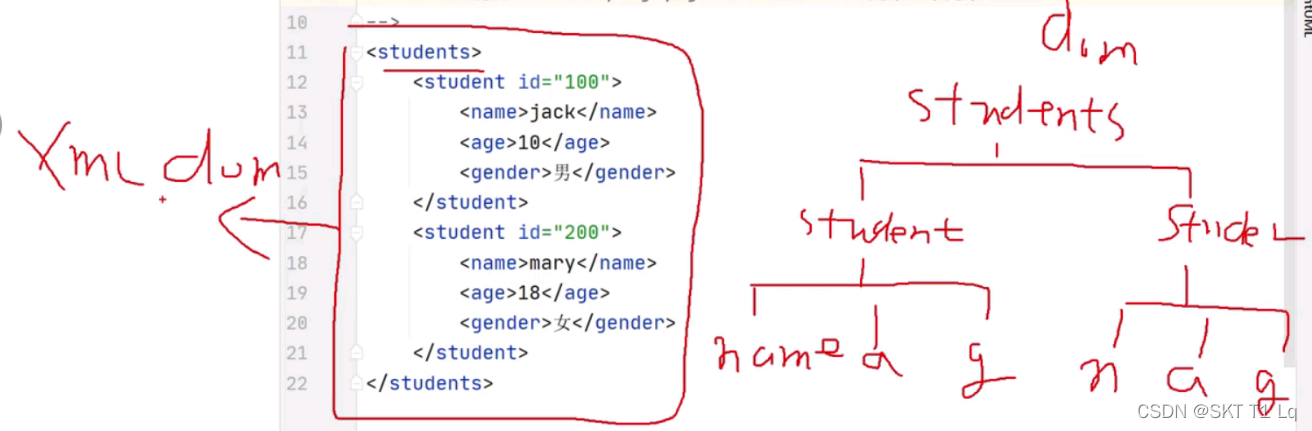 10 -->
11 <students>
12 <student id="100">
13 <name>jack</name>
14 <age>10</age>
15 <gender>男</gender>
16 </student>
17 <student id="200">
18 <name>mary</name>
19 <age>18</age>
20 <gender>女</gender>
21 </student>
22 </students>
XML dom
dom
students
student
studet
name a g
n a g
CSDN @SKT T1 Lq